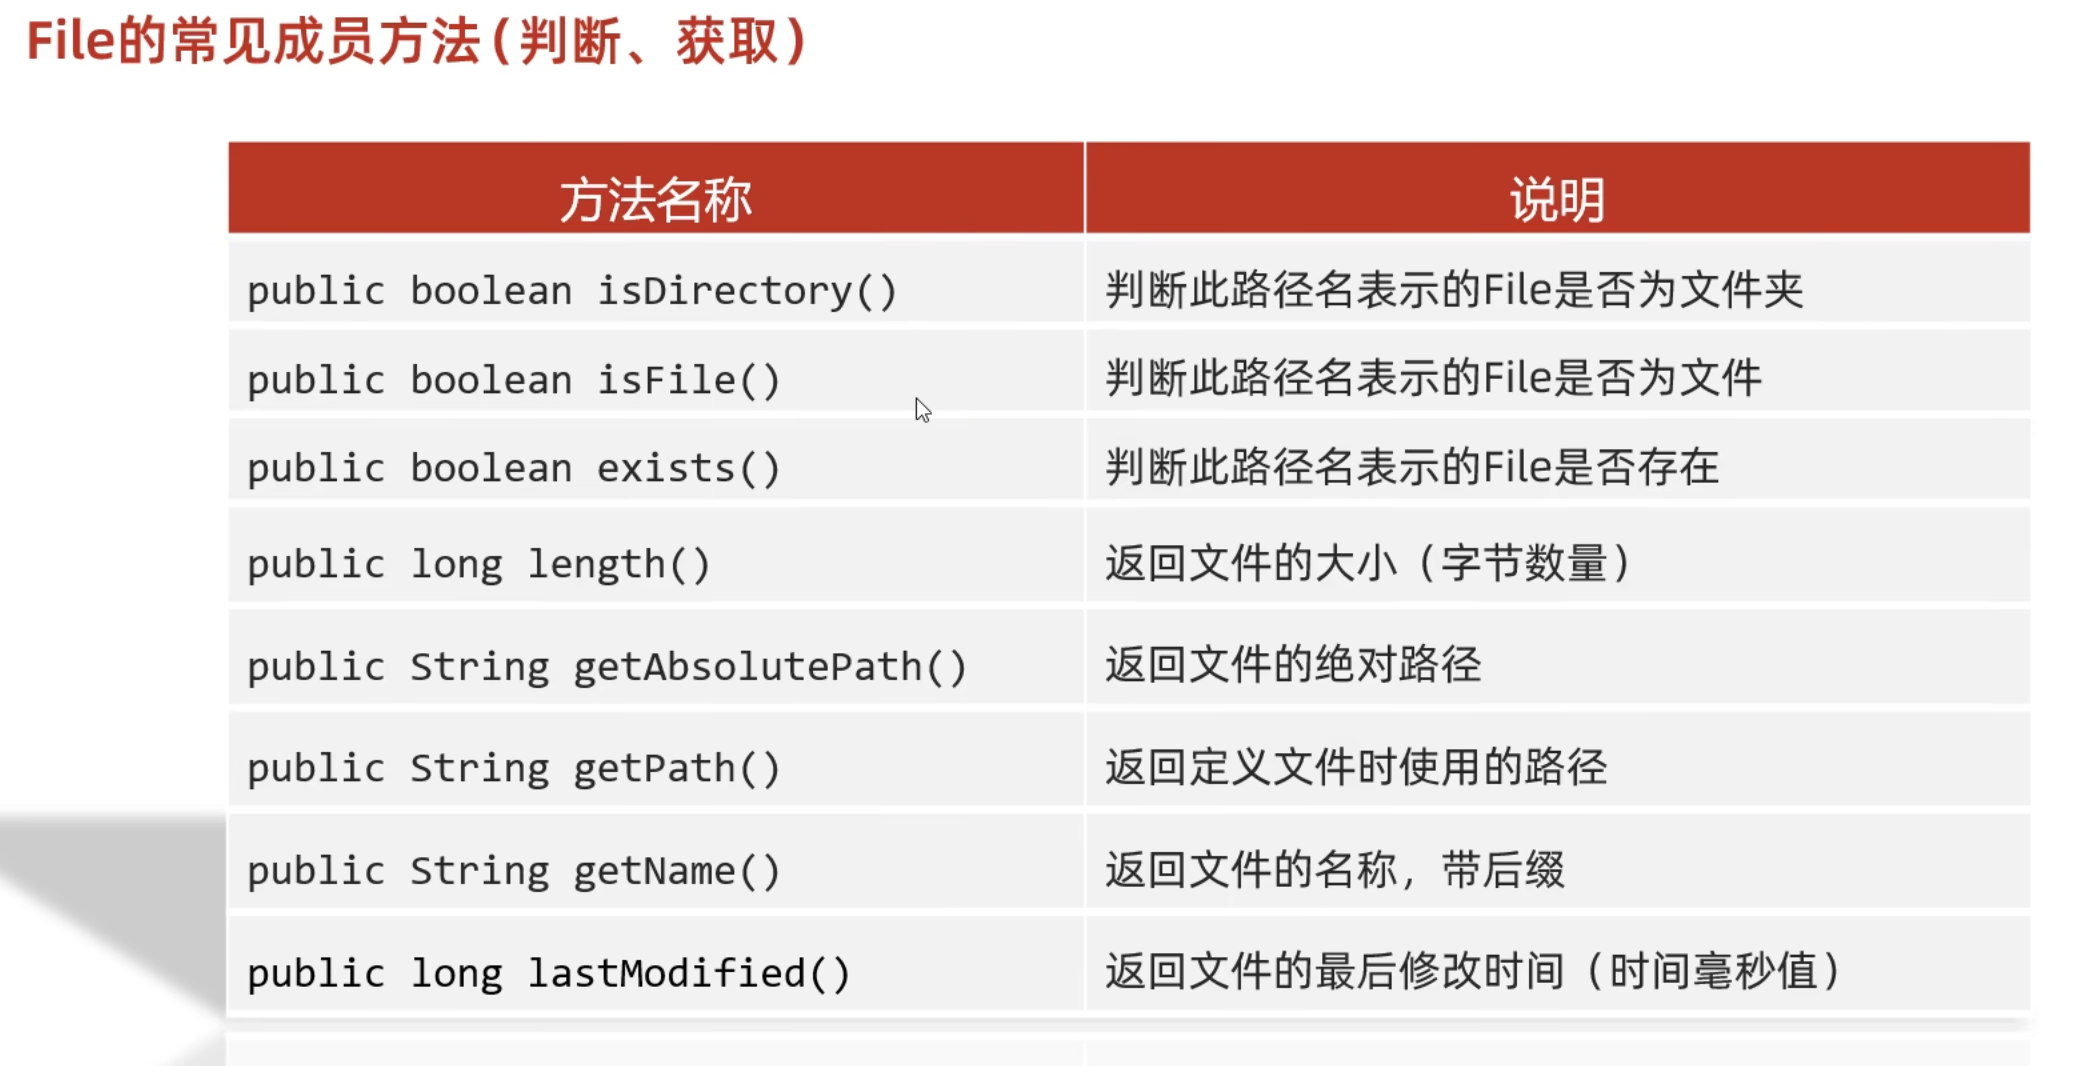 File的常见成员方法(判断、获取)
方法名称 说明
public boolean isDirectory() 判断此路径名表示的File是否为文件夹
public boolean isFile() 判断此路径名表示的File是否为文件
public boolean exists() 判断此路径名表示的File是否存在
public long length() 返回文件的大小（字节数量）
public String getAbsolutePath() 返回文件的绝对路径
public String getPath() 返回定义文件时使用的路径
public String getName() 返回文件的名称，带后缀
public long lastModified() 返回文件的最后修改时间（时间毫秒值）